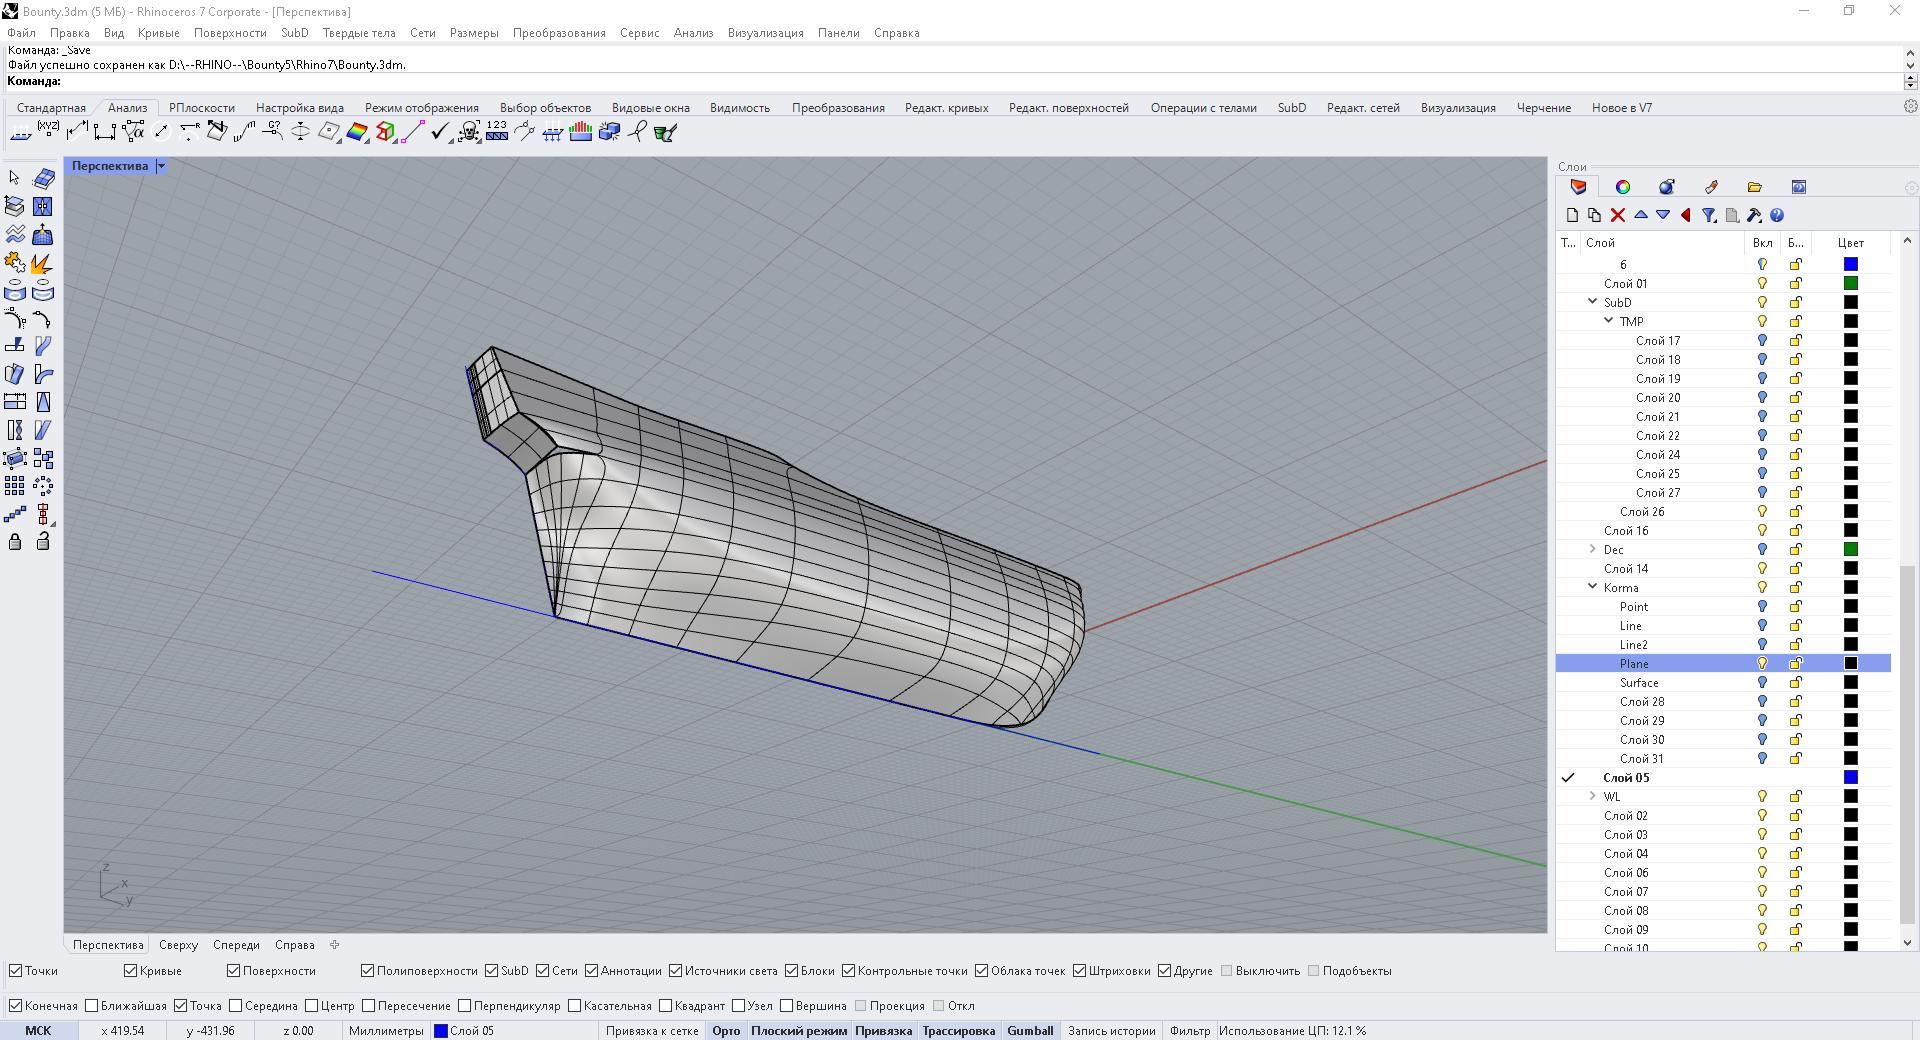 Bounty.3dm (5 МБ) - Rhinoceros 7 Corporate - [Перспектива]
Файл Правка Вид Кривые Поверхности SubD Твердые тела Сети Размеры Преобразования Сервис Анализ Визуализация Панели Справка
Команда: _Save
Файл успешно сохранен как D:\--RHINO--\Bounty5\Rhino7\Bounty.3dm.
Команда:
Стандартная Анализ РПлоскости Настройка вида Режим отображения Выбор объектов Видовые окна Видимость Преобразования Редакт. кривых Редакт. поверхностей Операции с телами SubD Редакт. сетей Визуализация Черчение Новое в V7
Перспектива
Слои
Т... Слой Вкл Б... Цвет
6
Слой 01
SubD
TMP
Слой 17
Слой 18
Слой 19
Слой 20
Слой 21
Слой 22
Слой 24
Слой 25
Слой 27
Слой 26
Слой 16
Dec
Слой 14
Korma
Point
Line
Line2
Plane
Surface
Слой 28
Слой 29
Слой 30
Слой 31
Слой 05
WL
Слой 02
Слой 03
Слой 04
Слой 06
Слой 07
Слой 08
Слой 09
Слой 10
z
x
y
Перспектива Сверху Спереди Справа
Точки Кривые Поверхности Полиповерхности SubD Сети Аннотации Источники света Блоки Контрольные точки Облака точек Штриховки Другие Выключить Подобъекты
Конечная Ближайшая Точка Середина Центр Пересечение Перпендикуляр Касательная Квадрант Узел Вершина Проекция Откл
МСК x 419.54 y -431.96 z 0.00 Миллиметры Слой 05 Привязка к сетке Орто Плоский режим Привязка Трассировка Gumball Запись истории Фильтр Использование ЦП: 12.1 %